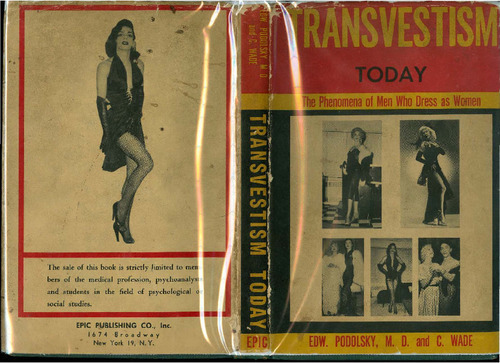 The sale of this book is strictly limited to mem-
bers of the medical profession, psychoanalysts
and students in the field of psychological or
social studies.
EPIC PUBLISHING CO., Inc.
1674 Broadway
New York 19, N.Y.
PODOLSKY, M. D.
and C. WADE
TRANSVESTISM TODAY,
EPIC
TRANSVESTISM
TODAY
The Phenomena of Men Who Dress as Women
EDW. PODOLSKY, M. D. and C. WADE